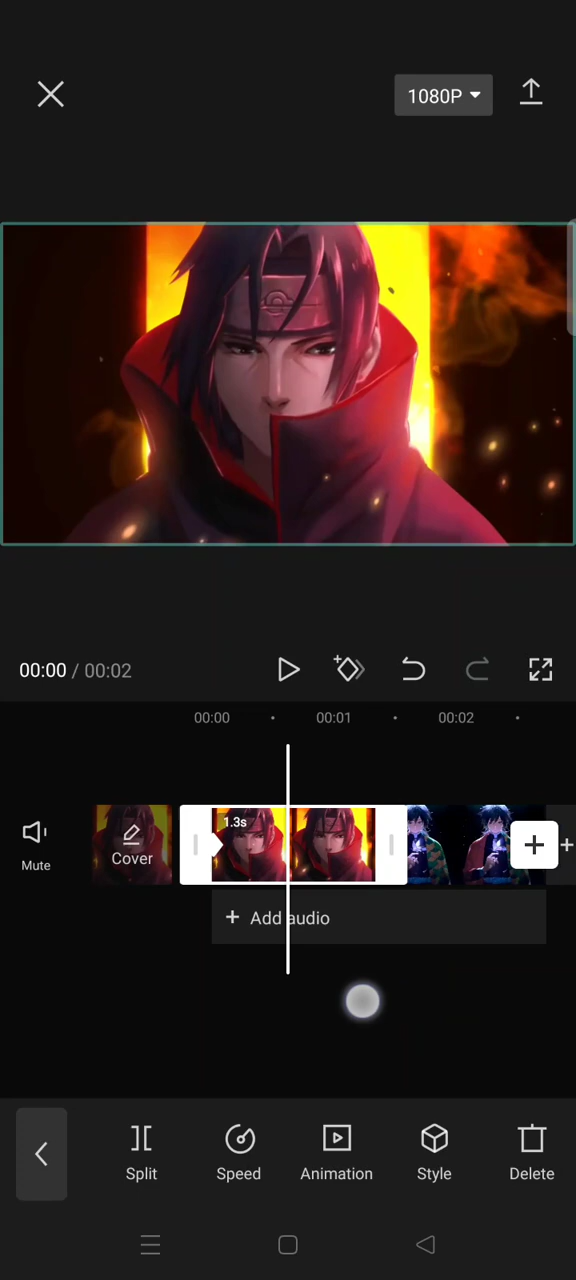 1080P
00:00 / 00:02
00:00
00:01
00:02
1.3s
Mute
Cover
+ Add audio
Split
Speed
Animation
Style
Delete